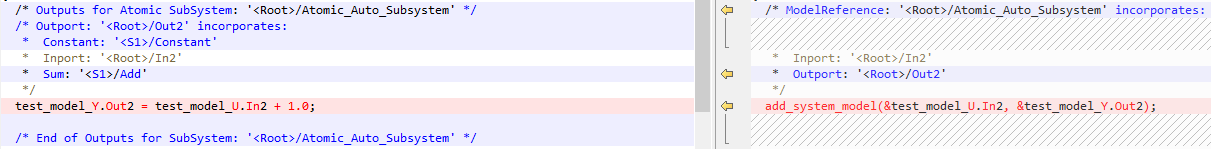 /* Outputs for Atomic SubSystem: '<Root>/Atomic_Auto_Subsystem' */
/* Outport: '<Root>/Out2' incorporates:
 *  Constant: '<S1>/Constant'
 *  Inport: '<Root>/In2'
 *  Sum: '<S1>/Add'
 */
test_model_Y.Out2 = test_model_U.In2 + 1.0;
/* End of Outputs for SubSystem: '<Root>/Atomic_Auto_Subsystem' */
/* ModelReference: '<Root>/Atomic_Auto_Subsystem' incorporates:
 *  Inport: '<Root>/In2'
 *  Outport: '<Root>/Out2'
 */
add_system_model(&test_model_U.In2, &test_model_Y.Out2);